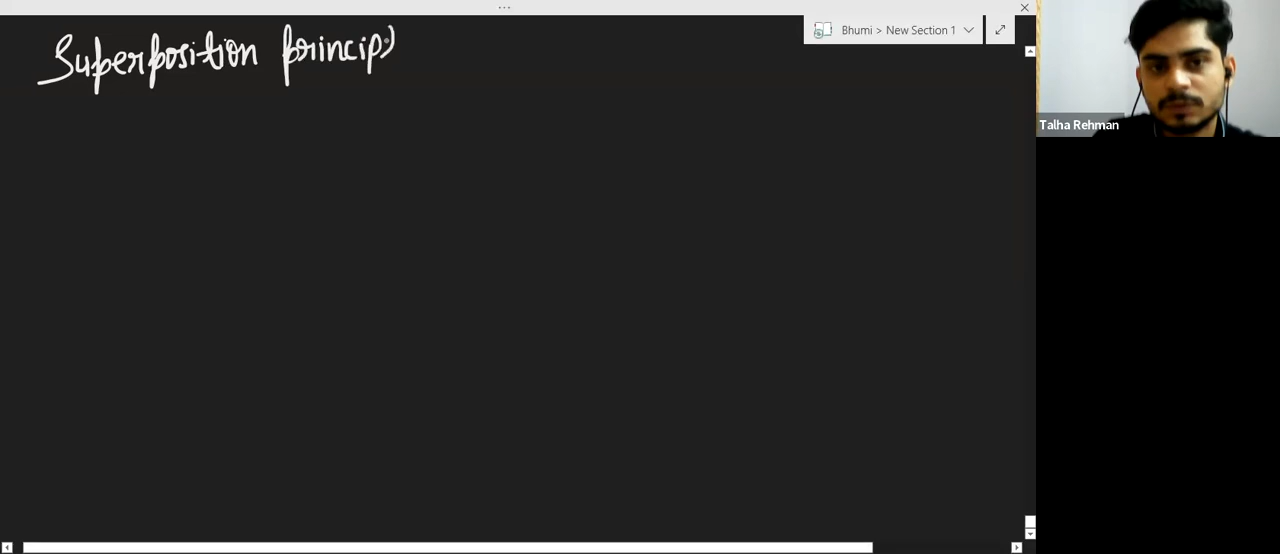 Superposition princip
Bhumi > New Section 1
Talha Rehman